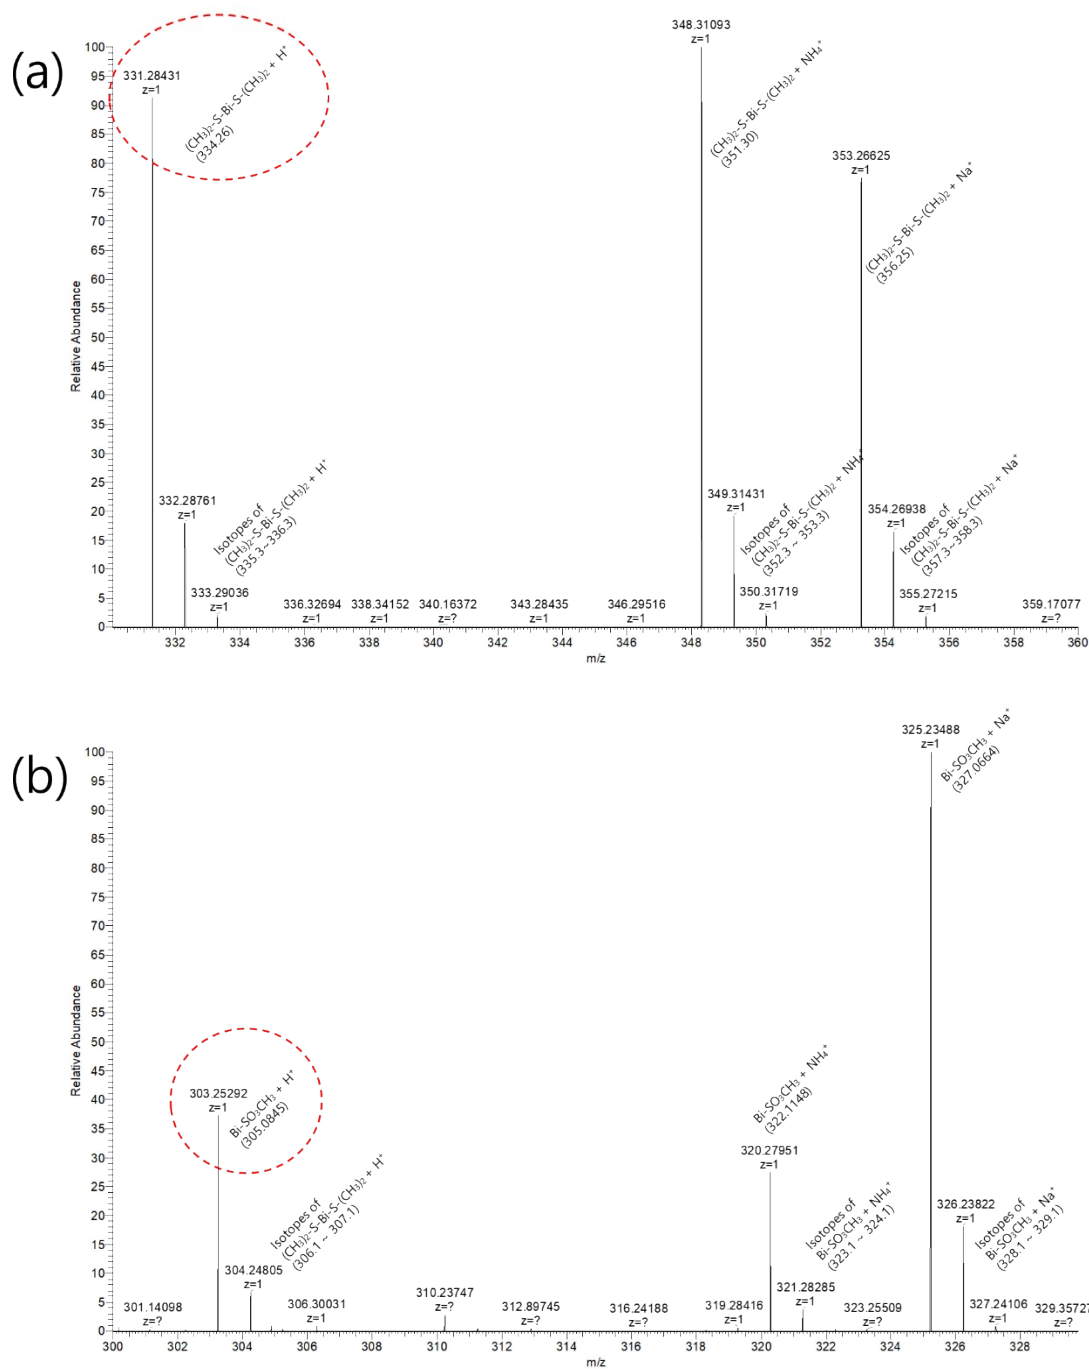 (a)
348.31093
z=1
331.28431
z=1
(CH₃)₂-S-Bi-S-(CH₃)₂ + H⁺
(334.26)
(CH₃)₂-S-Bi-S-(CH₃)₂ + NH₄⁺
(351.30)
353.26625
z=1
(CH₃)₂-S-Bi-S-(CH₃)₂ + Na⁺
(356.25)
332.28761
z=1
Isotopes of
(CH₃)₂-S-Bi-S-(CH₃)₂ + H⁺
(335.3~336.3)
333.29036
z=1
336.32694
z=1
338.34152
z=1
340.16372
z=?
343.28435
z=1
346.29516
z=1
349.31431
z=1
Isotopes of
(CH₃)₂-S-Bi-S-(CH₃)₂ + NH₄⁺
(352.3 ~ 353.3)
350.31719
z=1
354.26938
z=1
Isotopes of
(CH₃)₂-S-Bi-S-(CH₃)₂ + Na⁺
(357.3~358.3)
355.27215
z=1
359.17077
z=?
100
95
90
85
80
75
70
65
60
55
50
45
40
35
30
25
20
15
10
5
0
Relative Abundance
332 334 336 338 340 342 344 346 348 350 352 354 356 358 360
m/z
(b)
325.23488
z=1
Bi-SO₃CH₃ + Na⁺
(327.0664)
303.25292
z=1
Bi-SO₃CH₃ + H⁺
(305.0845)
Isotopes of
(CH₃)₂-S-Bi-S-(CH₃)₂ + H⁺
(306.1 ~ 307.1)
301.14098
z=?
304.24805
z=1
306.30031
z=1
310.23747
z=?
312.89745
z=?
316.24188
z=?
319.28416
z=1
Bi-SO₃CH₃ + NH₄⁺
(322.1148)
320.27951
z=1
Isotopes of
Bi-SO₃CH₃ + NH₄⁺
(323.1 ~ 324.1)
321.28285
z=1
323.25509
z=?
326.23822
z=1
Isotopes of
Bi-SO₃CH₃ + Na⁺
(328.1 ~ 329.1)
327.24106
z=1
329.35727
z=?
100
95
90
85
80
75
70
65
60
55
50
45
40
35
30
25
20
15
10
5
0
Relative Abundance
300 302 304 306 308 310 312 314 316 318 320 322 324 326 328
m/z